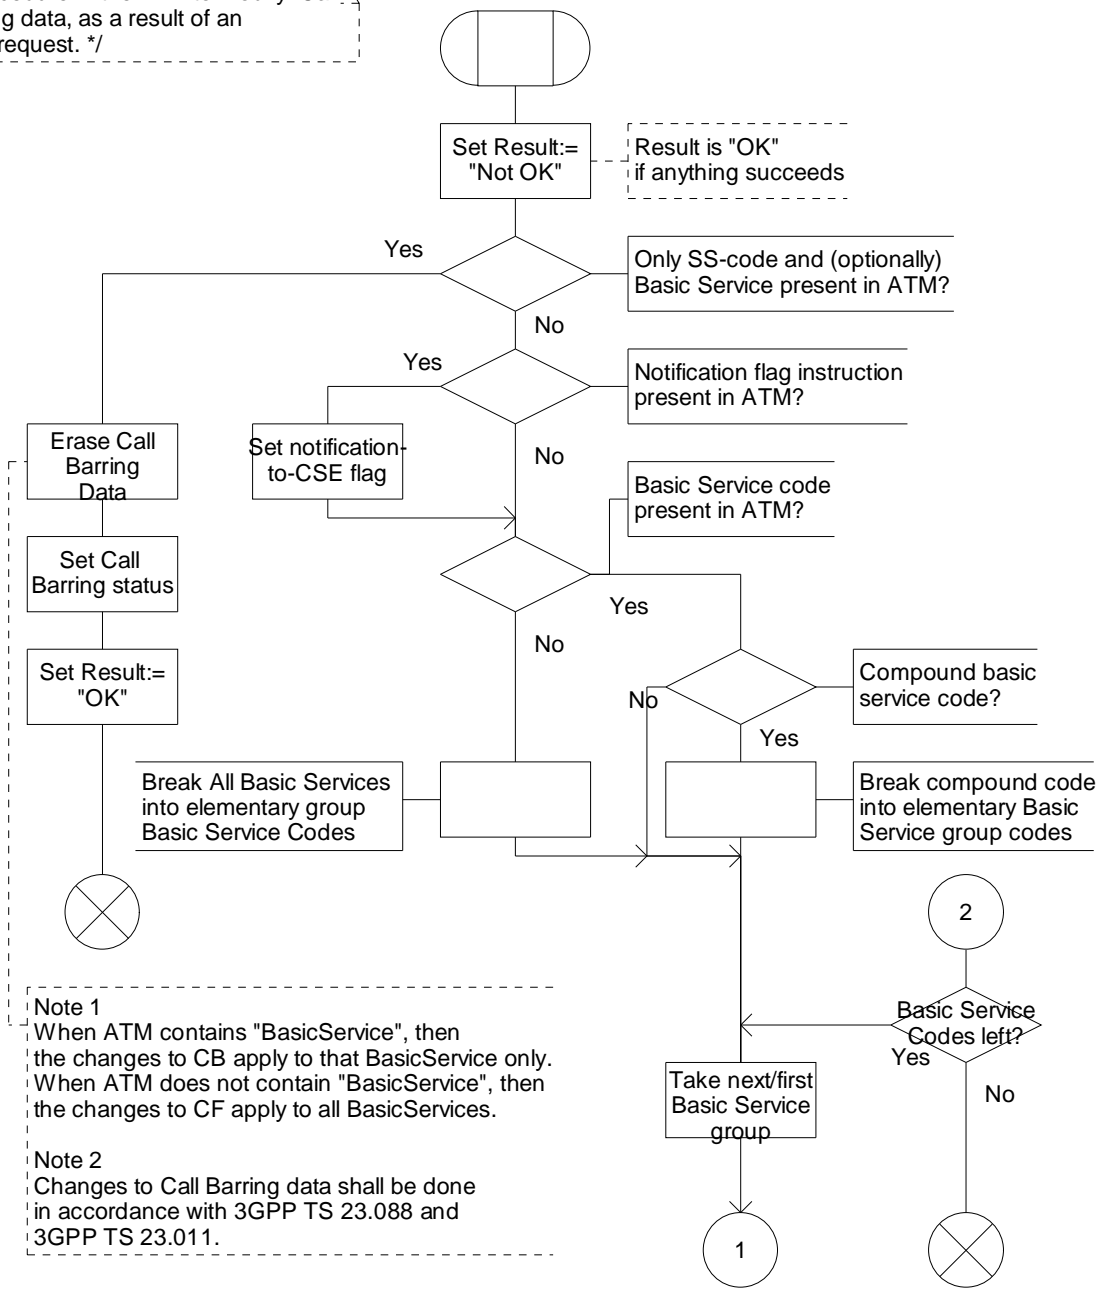 g data, as a result of an
request. */
Set Result:=
"Not OK"
Result is "OK"
if anything succeeds
Yes
Only SS-code and (optionally)
Basic Service present in ATM?
No
Yes
Notification flag instruction
present in ATM?
Erase Call
Barring
Data
Set notification-
to-CSE flag
No
Basic Service code
present in ATM?
Set Call
Barring status
Yes
No
Set Result:=
"OK"
Compound basic
service code?
No
Yes
Break All Basic Services
into elementary group
Basic Service Codes
Break compound code
into elementary Basic
Service group codes
2
Note 1
When ATM contains "BasicService", then
the changes to CB apply to that BasicService only.
When ATM does not contain "BasicService", then
the changes to CF apply to all BasicServices.
Basic Service
Codes left?
Yes
No
Take next/first
Basic Service
group
Note 2
Changes to Call Barring data shall be done
in accordance with 3GPP TS 23.088 and
3GPP TS 23.011.
1